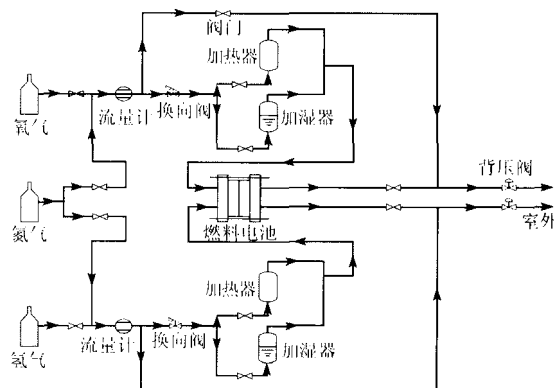 阀门
加热器
氧气
流量计
换向阀
加湿器
背压阀
氮气
燃料电池
室外
加热器
氢气
流量计
换向阀
加湿器